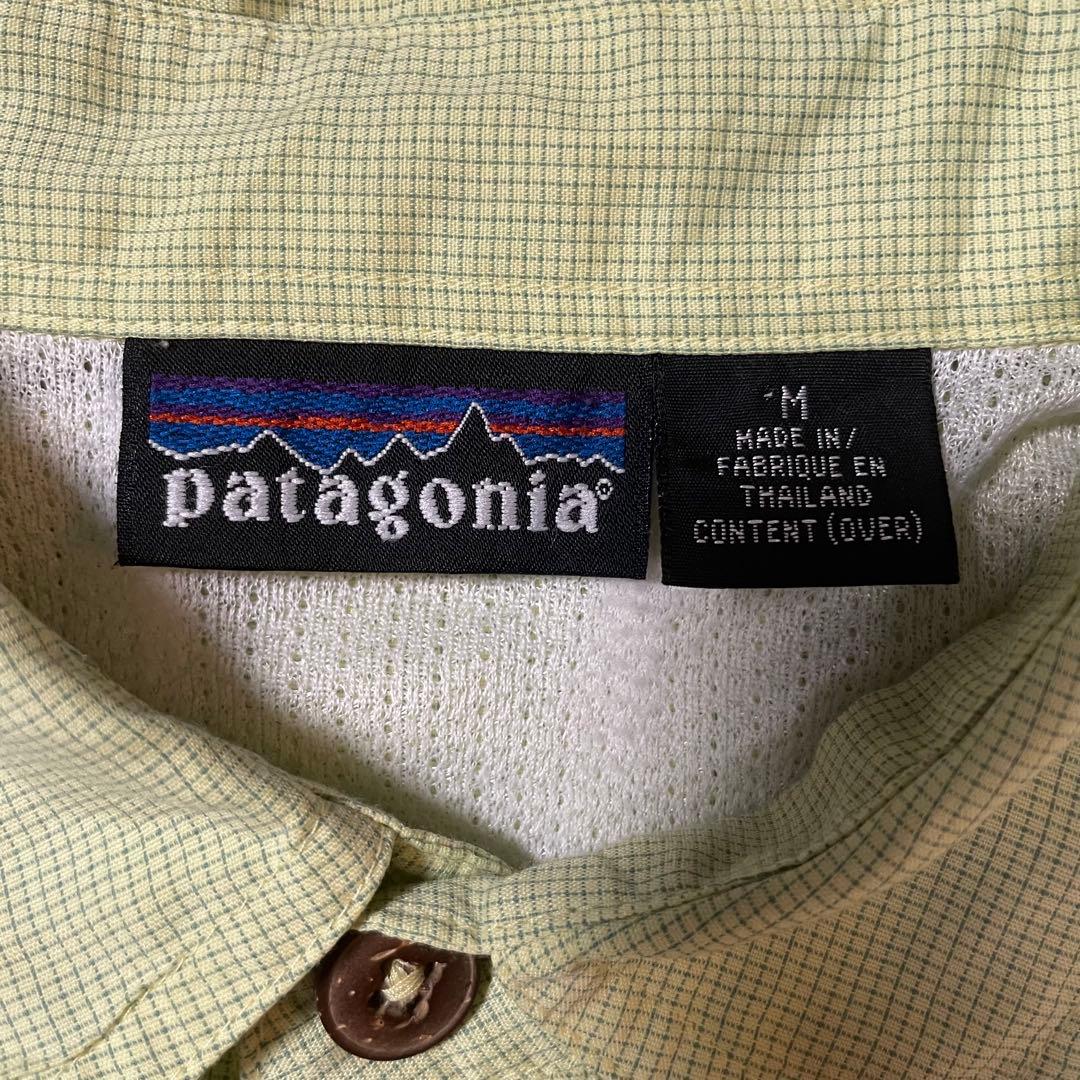 patagonia®
M
MADE IN/
FABRIQUE EN
THAILAND
CONTENT (OVER)